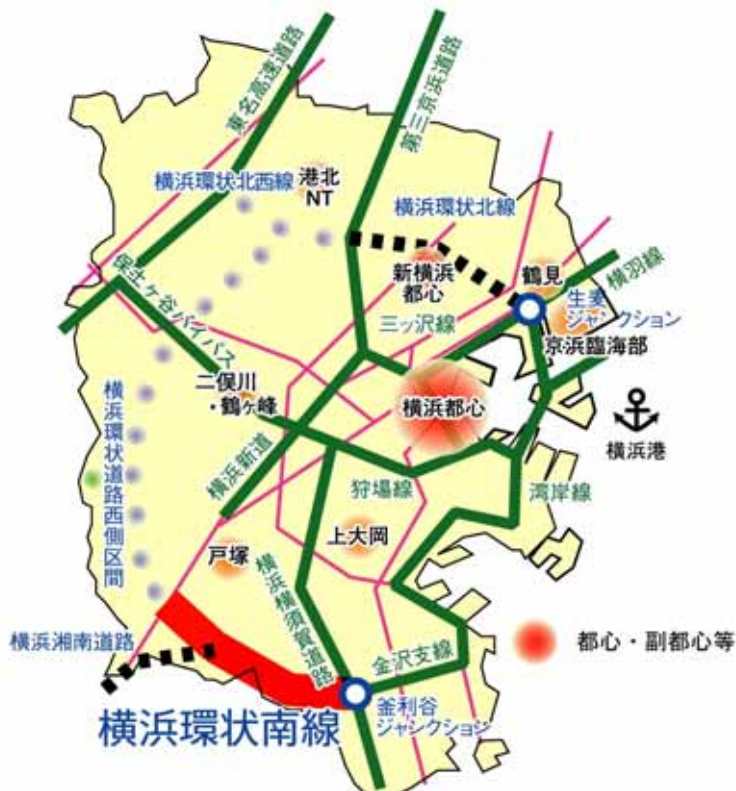 東名高速道路
第三京浜道路
港北
NT
横浜環状北西線
横浜環状北線
新横浜
都心
鶴見
横羽線
生麦
ジャンクション
京浜臨海部
保土ヶ谷バイパス
三ッ沢線
二俣川
・鶴ヶ峰
横浜都心
横浜港
横浜環状道路西側区間
横浜新道
狩場線
湾岸線
上大岡
戸塚
横浜横須賀道路
横浜湘南道路
金沢支線
都心・副都心等
釜利谷
ジャンクション
横浜環状南線